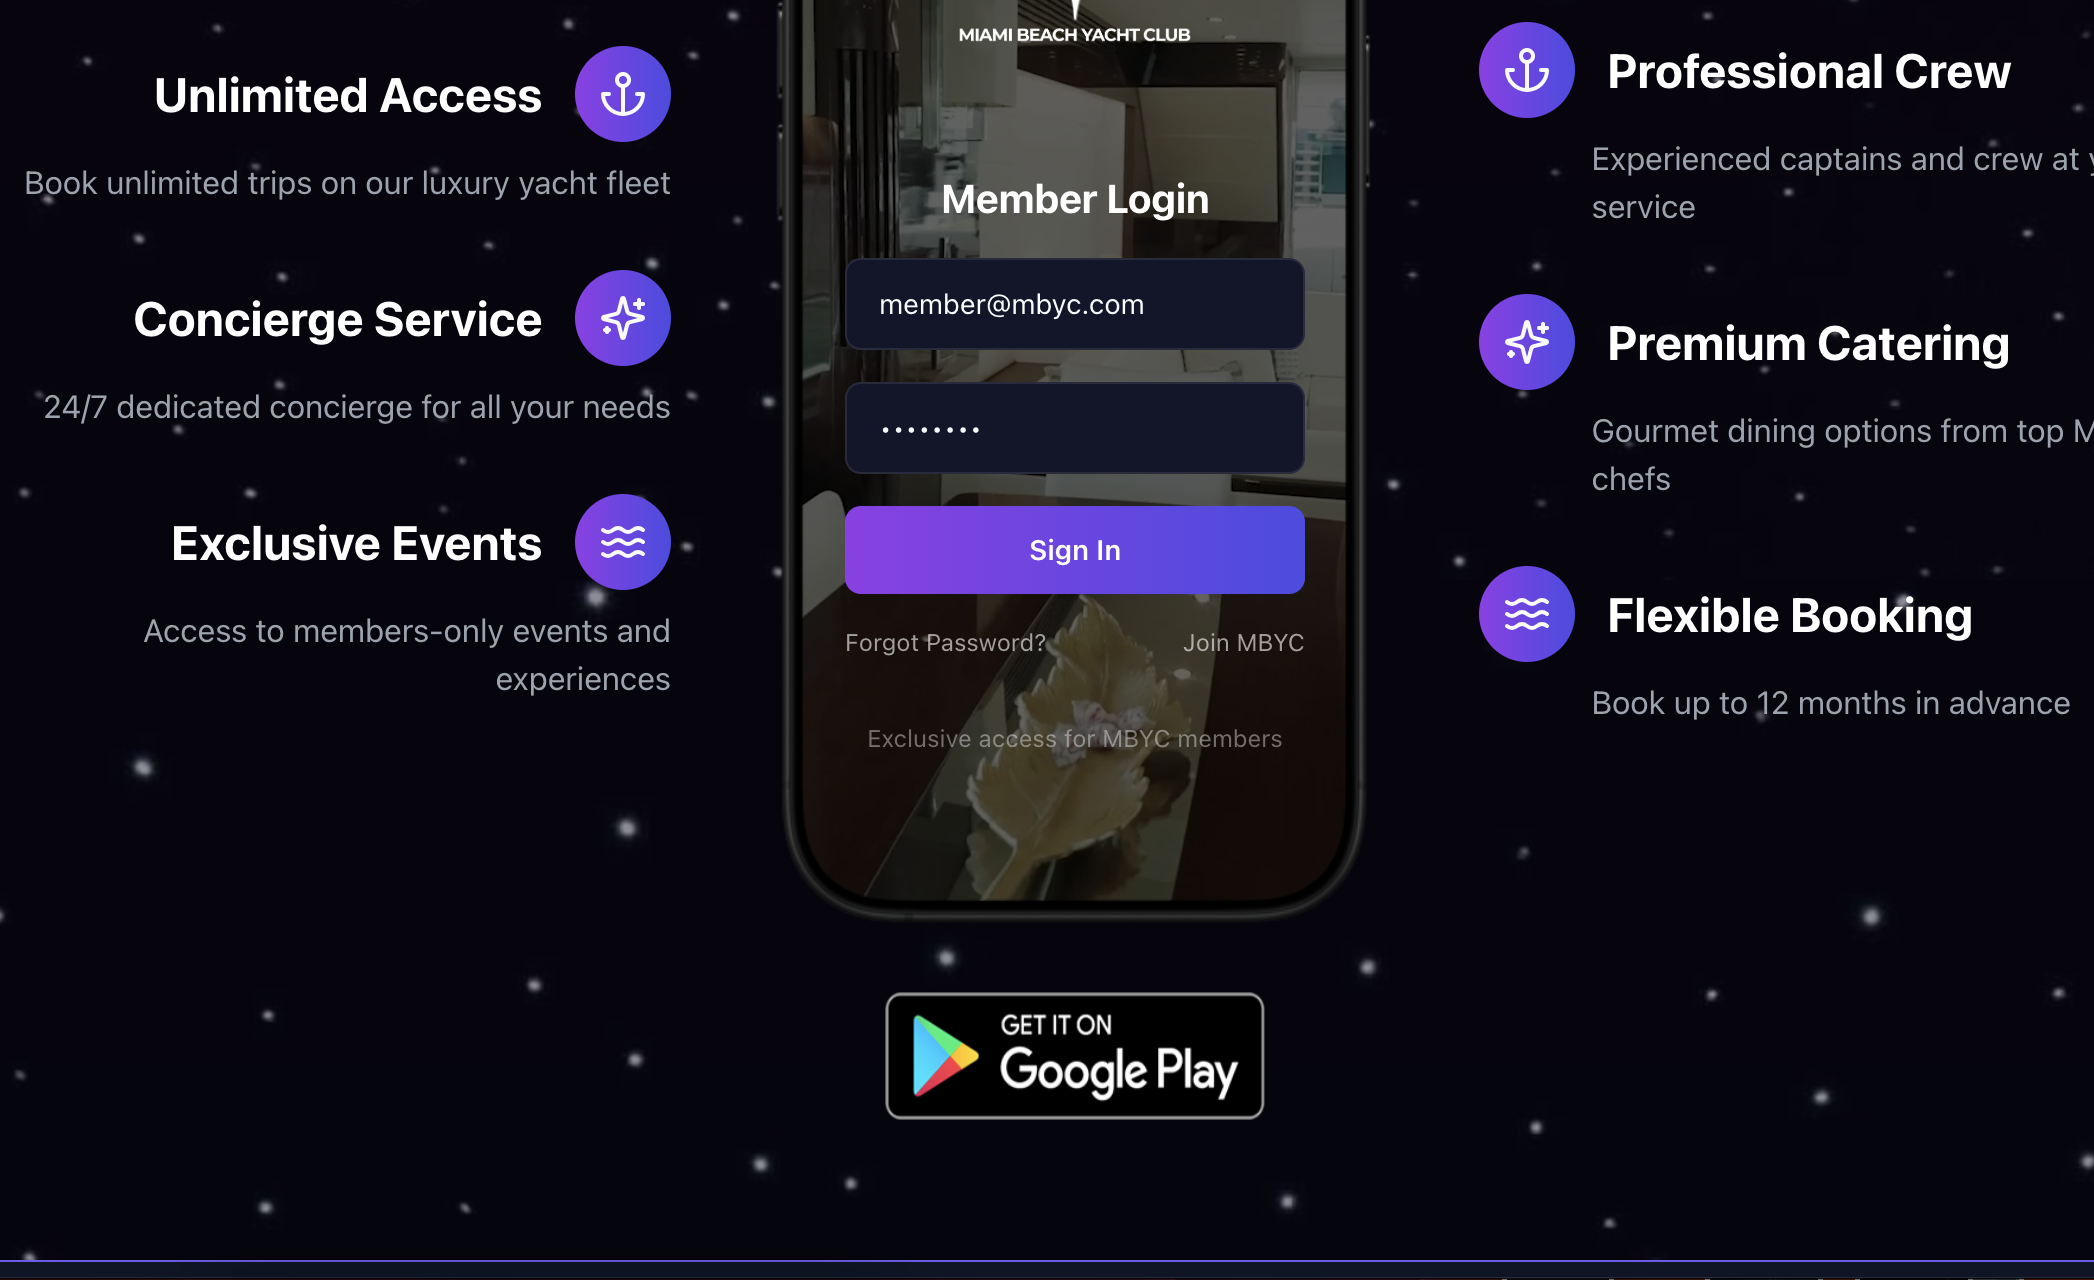 Unlimited Access
Book unlimited trips on our luxury yacht fleet
Concierge Service
24/7 dedicated concierge for all your needs
Exclusive Events
Access to members-only events and
experiences
MIAMI BEACH YACHT CLUB
Member Login
member@mbyc.com
••••••••
Sign In
Forgot Password?
Join MBYC
Exclusive access for MBYC members
GET IT ON
Google Play
Professional Crew
Experienced captains and crew at
service
Premium Catering
Gourmet dining options from top
chefs
Flexible Booking
Book up to 12 months in advance